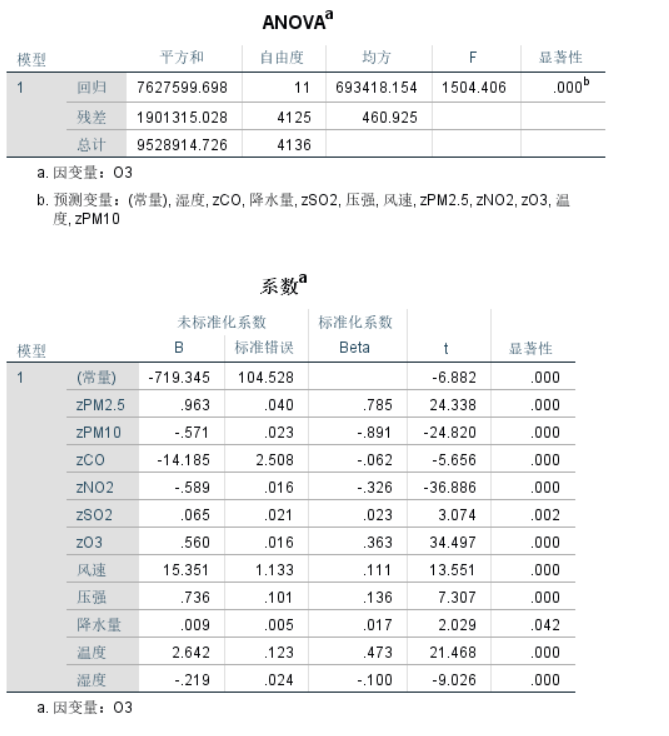 ANOVAa
模型 平方和 自由度 均方 F 显著性
1 回归 7627599.698 11 693418.154 1504.406 .000b
残差 1901315.028 4125 460.925
总计 9528914.726 4136
a. 因变量：O3
b. 预测变量：(常量), 湿度, zCO, 降水量, zSO2, 压强, 风速, zPM2.5, zNO2, zO3, 温
度, zPM10
系数a
未标准化系数 标准化系数
模型 B 标准错误 Beta t 显著性
1 (常量) -719.345 104.528 -6.882 .000
zPM2.5 .963 .040 .785 24.338 .000
zPM10 -.571 .023 -.891 -24.820 .000
zCO -14.185 2.508 -.062 -5.656 .000
zNO2 -.589 .016 -.326 -36.886 .000
zSO2 .065 .021 .023 3.074 .002
zO3 .560 .016 .363 34.497 .000
风速 15.351 1.133 .111 13.551 .000
压强 .736 .101 .136 7.307 .000
降水量 .009 .005 .017 2.029 .042
温度 2.642 .123 .473 21.468 .000
湿度 -.219 .024 -.100 -9.026 .000
a. 因变量：O3